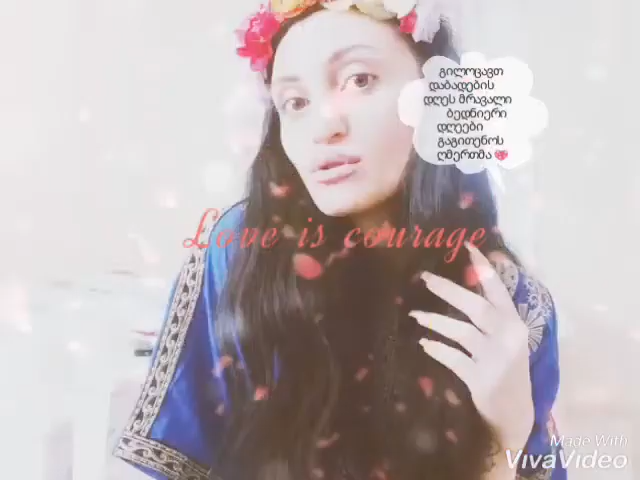 გილოცავთ
დაბადების
დღეს მრავალი
ბედნიერი
დღეები
გაგითენოს
ღმერთმა
Love is courage
Made With
VivaVideo